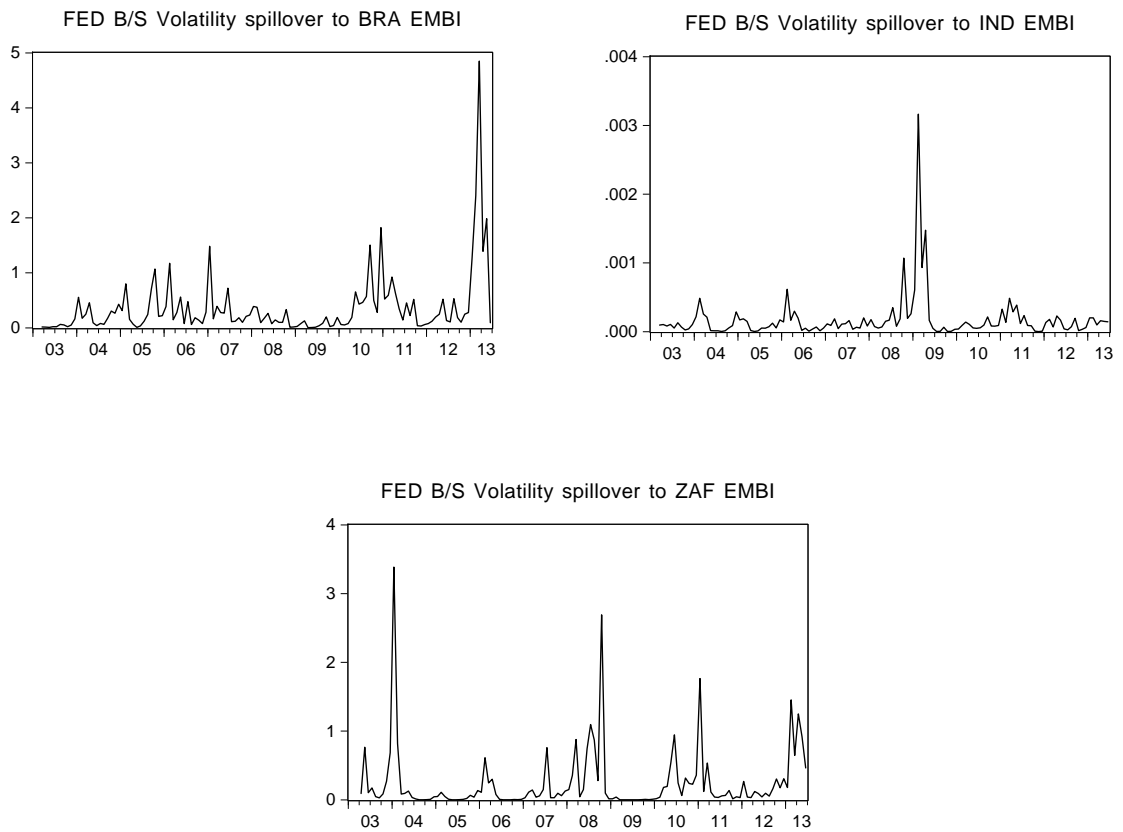 FED B/S Volatility spillover to BRA EMBI
5
4
3
2
1
0
03 04 05 06 07 08 09 10 11 12 13
FED B/S Volatility spillover to IND EMBI
.004
.003
.002
.001
.000
03 04 05 06 07 08 09 10 11 12 13
FED B/S Volatility spillover to ZAF EMBI
4
3
2
1
0
03 04 05 06 07 08 09 10 11 12 13